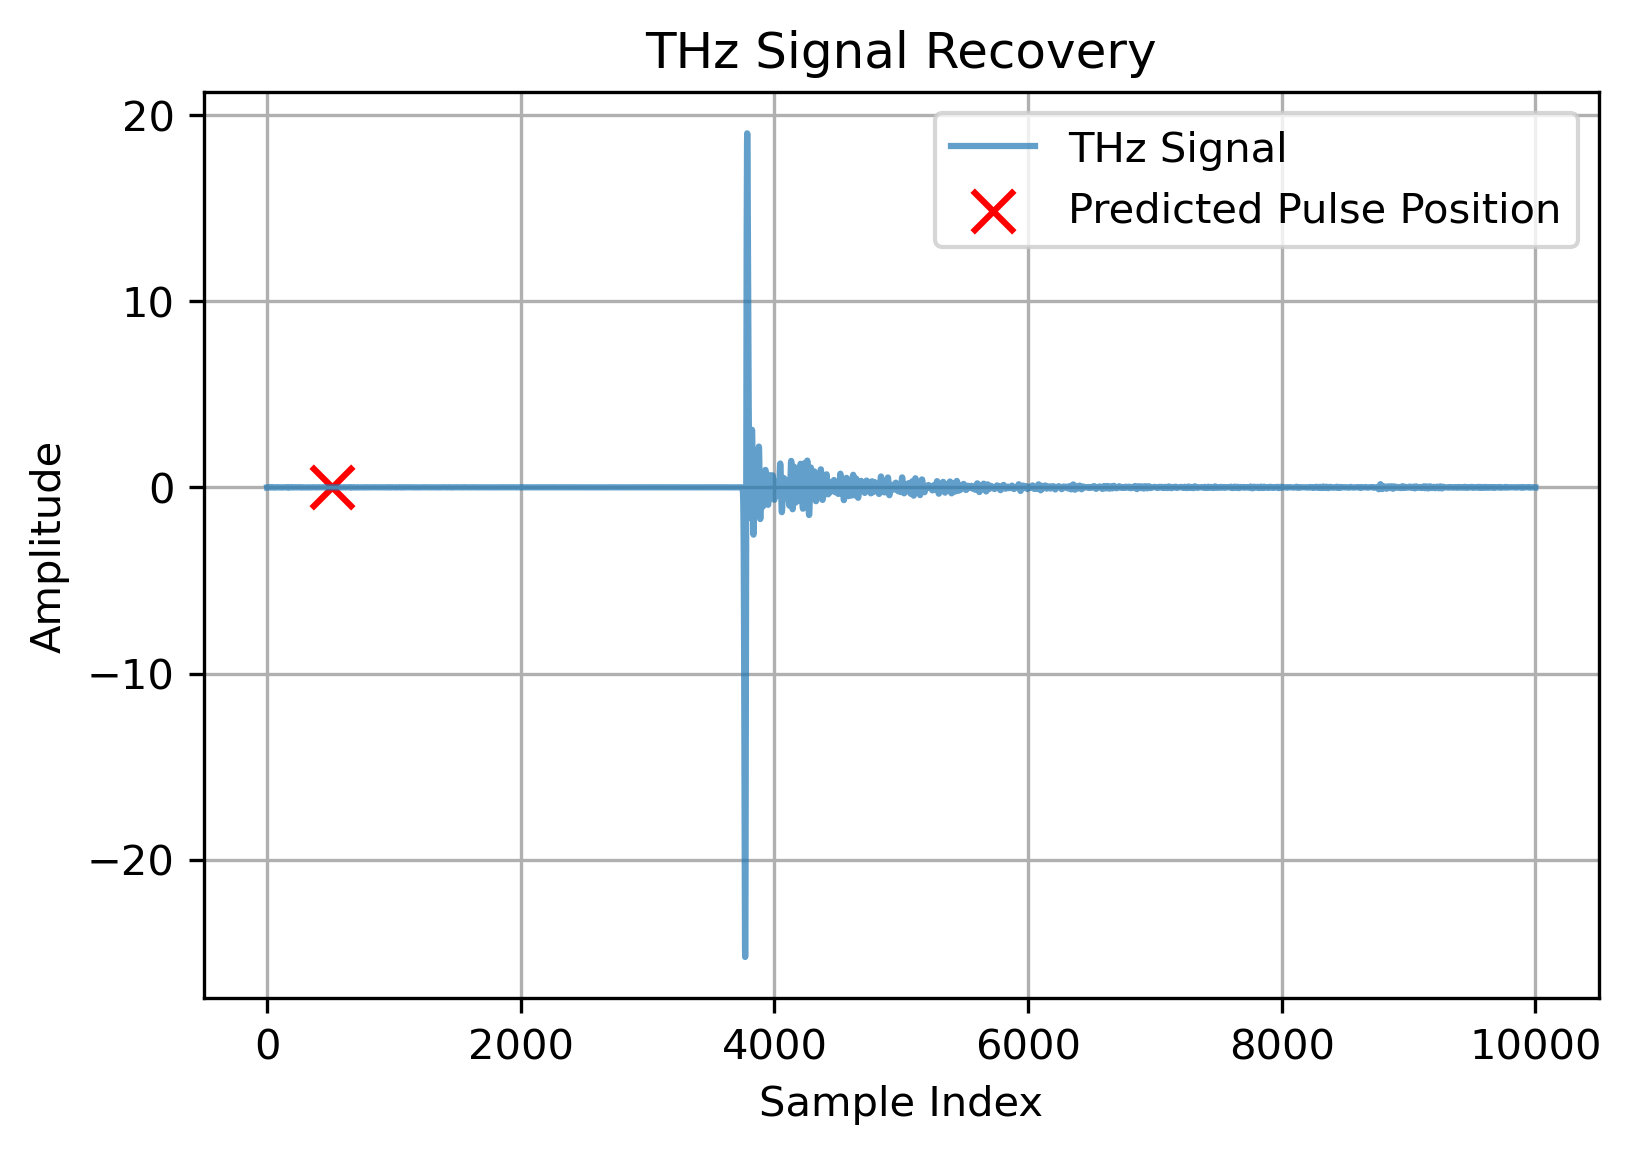 THz Signal Recovery
THz Signal
Predicted Pulse Position
20
10
0
−10
−20
Amplitude
0 2000 4000 6000 8000 10000
Sample Index